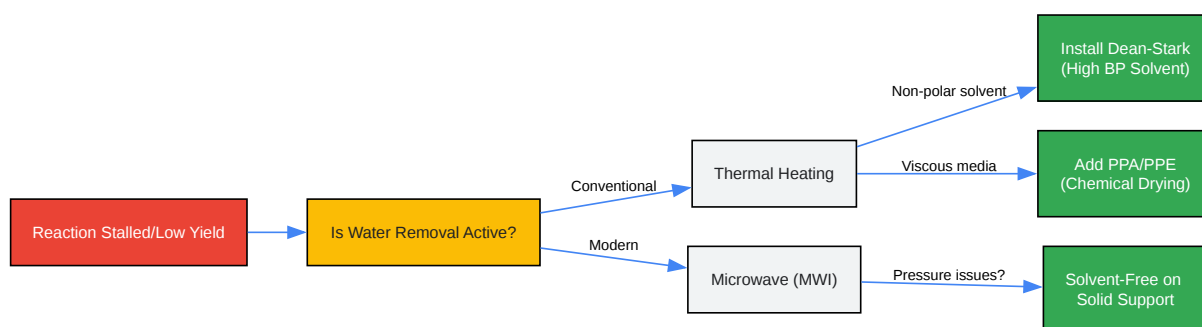 Reaction Stalled/Low Yield
Is Water Removal Active?
Conventional
Modern
Thermal Heating
Microwave (MWI)
Non-polar solvent
Viscous media
Pressure issues?
Install Dean-Stark
(High BP Solvent)
Add PPA/PPE
(Chemical Drying)
Solvent-Free on
Solid Support